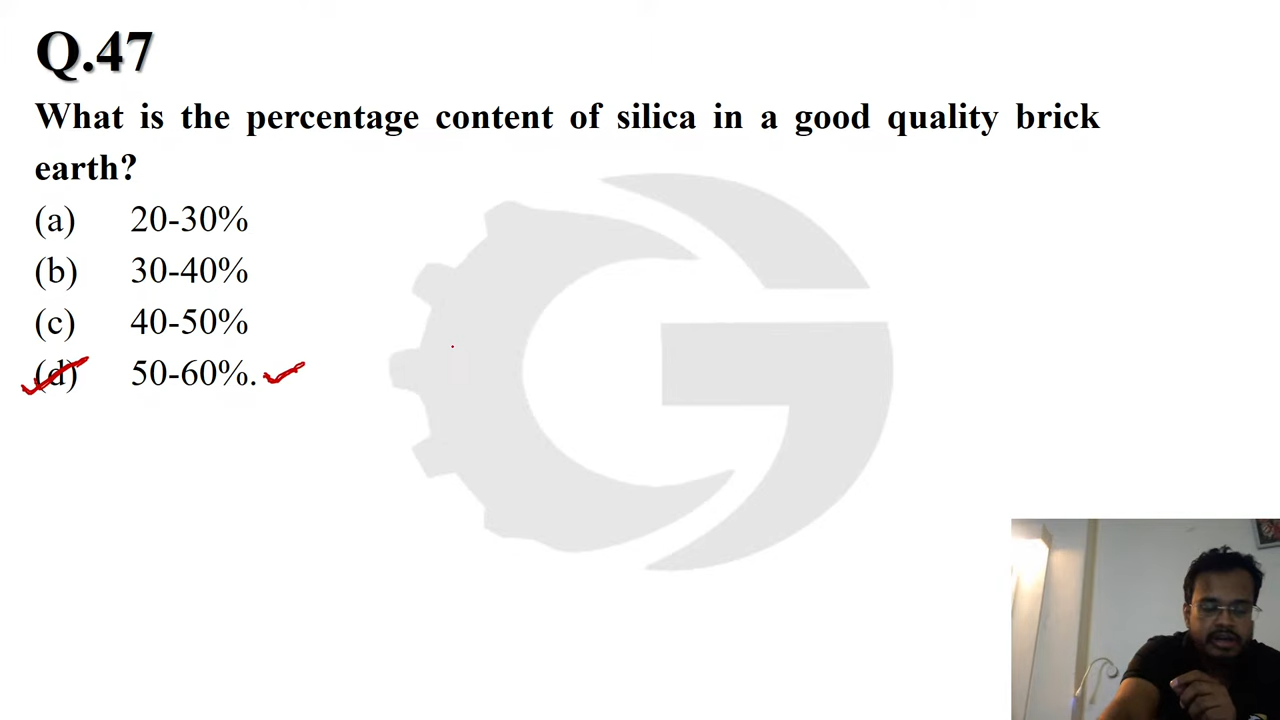 Q.47
What is the percentage content of silica in a good quality brick
earth?
(a) 20-30%
(b) 30-40%
(c) 40-50%
(d) 50-60%.